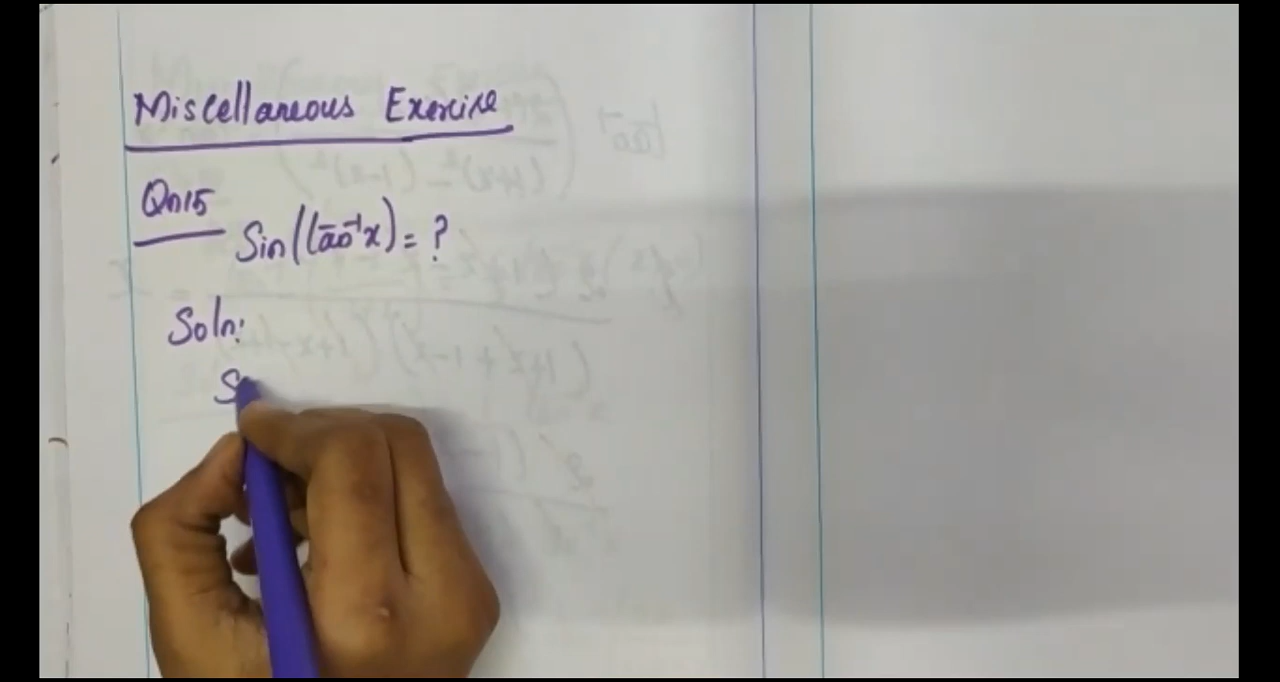 Miscellaneous Exercise
Qn15
Sin(tan⁻¹x) = ?
Soln:
S